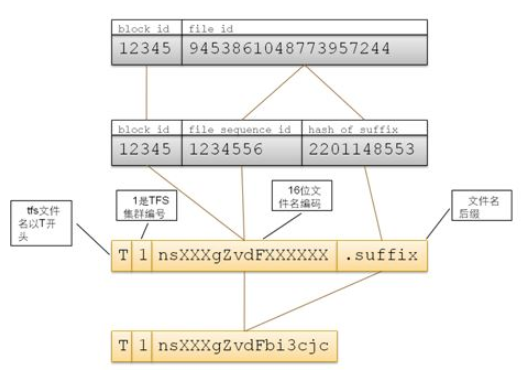 block id file id
12345 9453861048773957244
block id file sequence id hash of suffix
12345 1234556 2201148553
tfs文件
名以T开
头
1是TFS
集群编号
16位文
件名编码
文件名
后缀
T 1 nsXXXgZvdFXXXXXX .suffix
T 1 nsXXXgZvdFbi3cjc